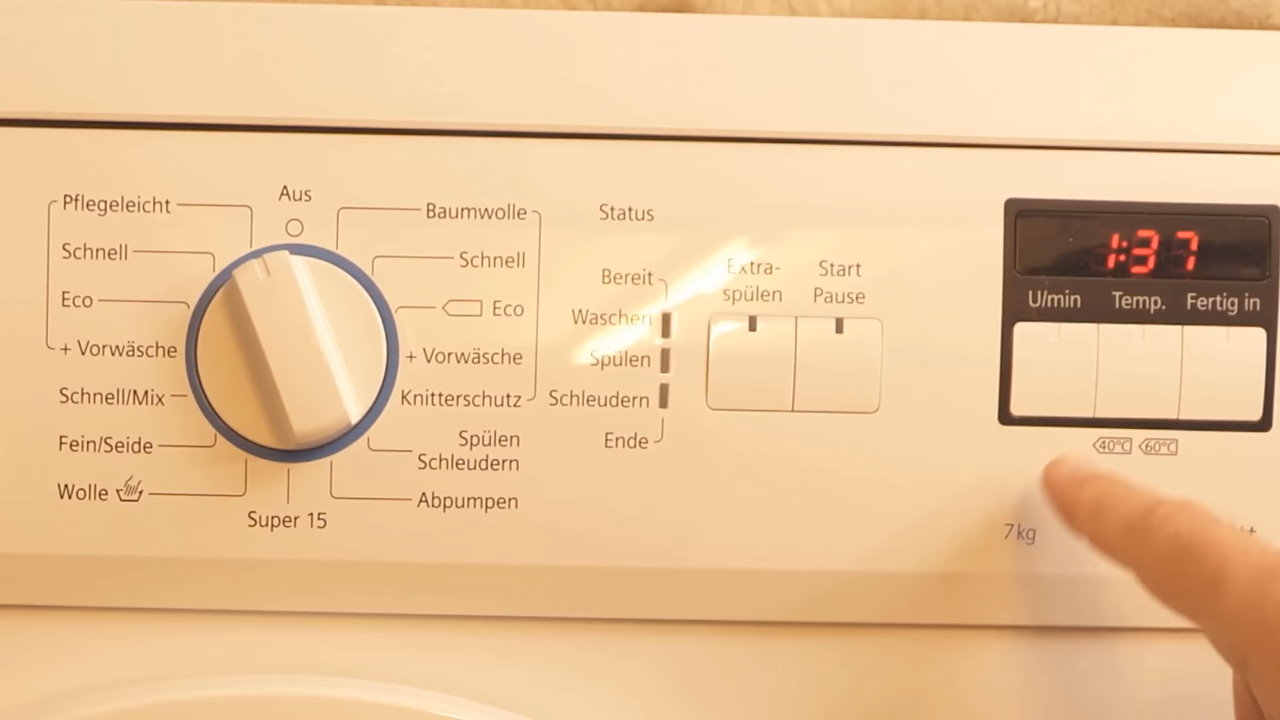 Aus
Pflegeleicht
Schnell
Eco
+ Vorwäsche
Schnell/Mix
Fein/Seide
Wolle
Super 15
Baumwolle
Schnell
Eco
+ Vorwäsche
Knitterschutz
Spülen
Schleudern
Abpumpen
Status
Bereit
Waschen
Spülen
Schleudern
Ende
Extra-
spülen
Start
Pause
1:37
U/min Temp. Fertig in
40°C 60°C
7 kg